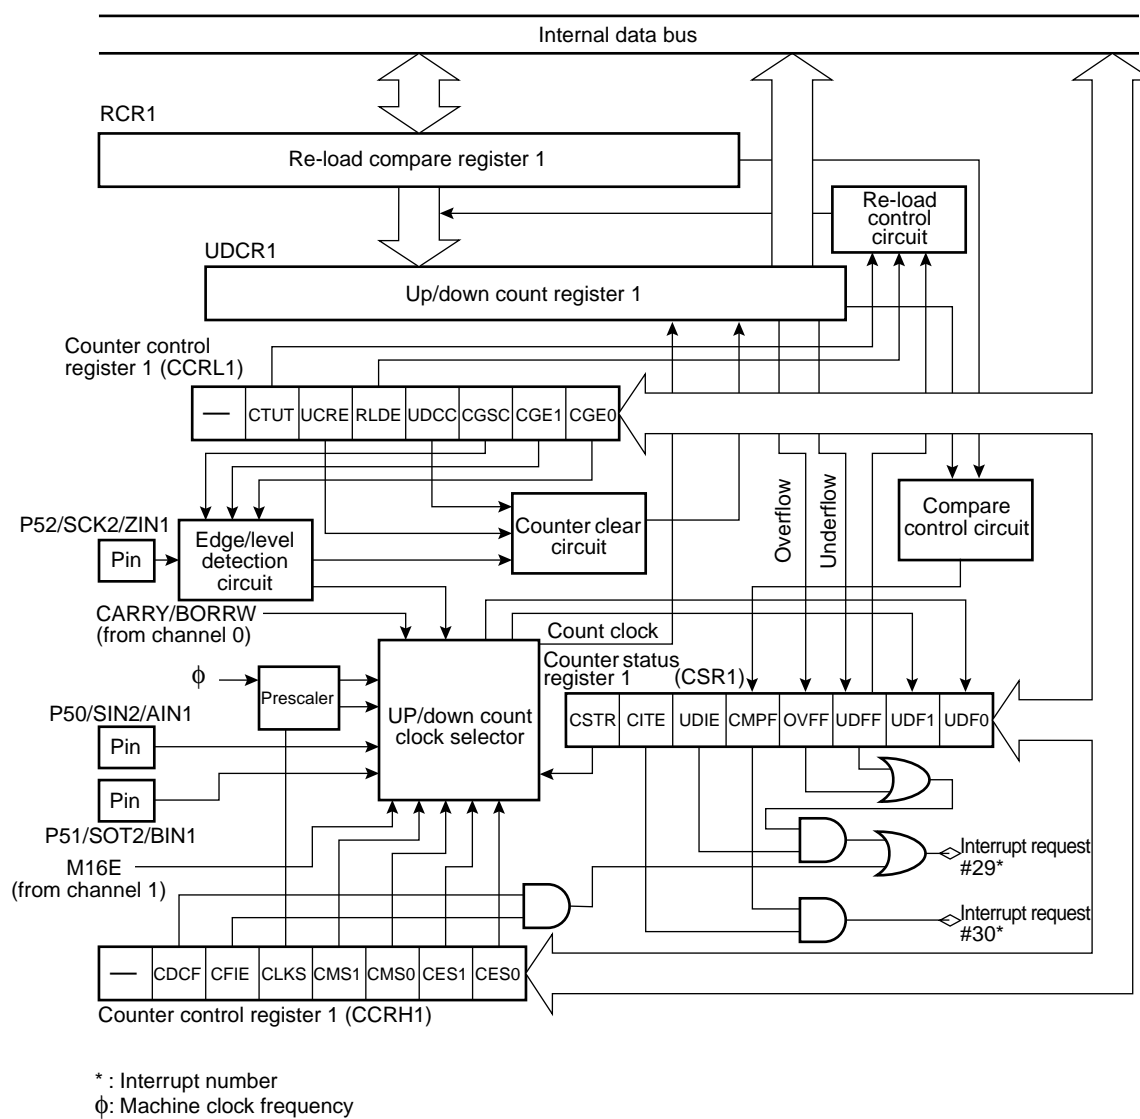 Internal data bus
RCR1
Re-load compare register 1
Re-load
control
circuit
UDCR1
Up/down count register 1
Counter control
register 1 (CCRL1)
— CTUT UCRE RLDE UDCC CGSC CGE1 CGE0
Overflow
Underflow
P52/SCK2/ZIN1
Pin
Edge/level
detection
circuit
Counter clear
circuit
Compare
control circuit
CARRY/BORRW
(from channel 0)
Count clock
Counter status
register 1 (CSR1)
ϕ
Prescaler
UP/down count
clock selector
CSTR CITE UDIE CMPF OVFF UDFF UDF1 UDF0
P50/SIN2/AIN1
Pin
Pin
P51/SOT2/BIN1
M16E
(from channel 1)
Interrupt request
#29*
Interrupt request
#30*
— CDCF CFIE CLKS CMS1 CMS0 CES1 CES0
Counter control register 1 (CCRH1)
* : Interrupt number
ϕ: Machine clock frequency